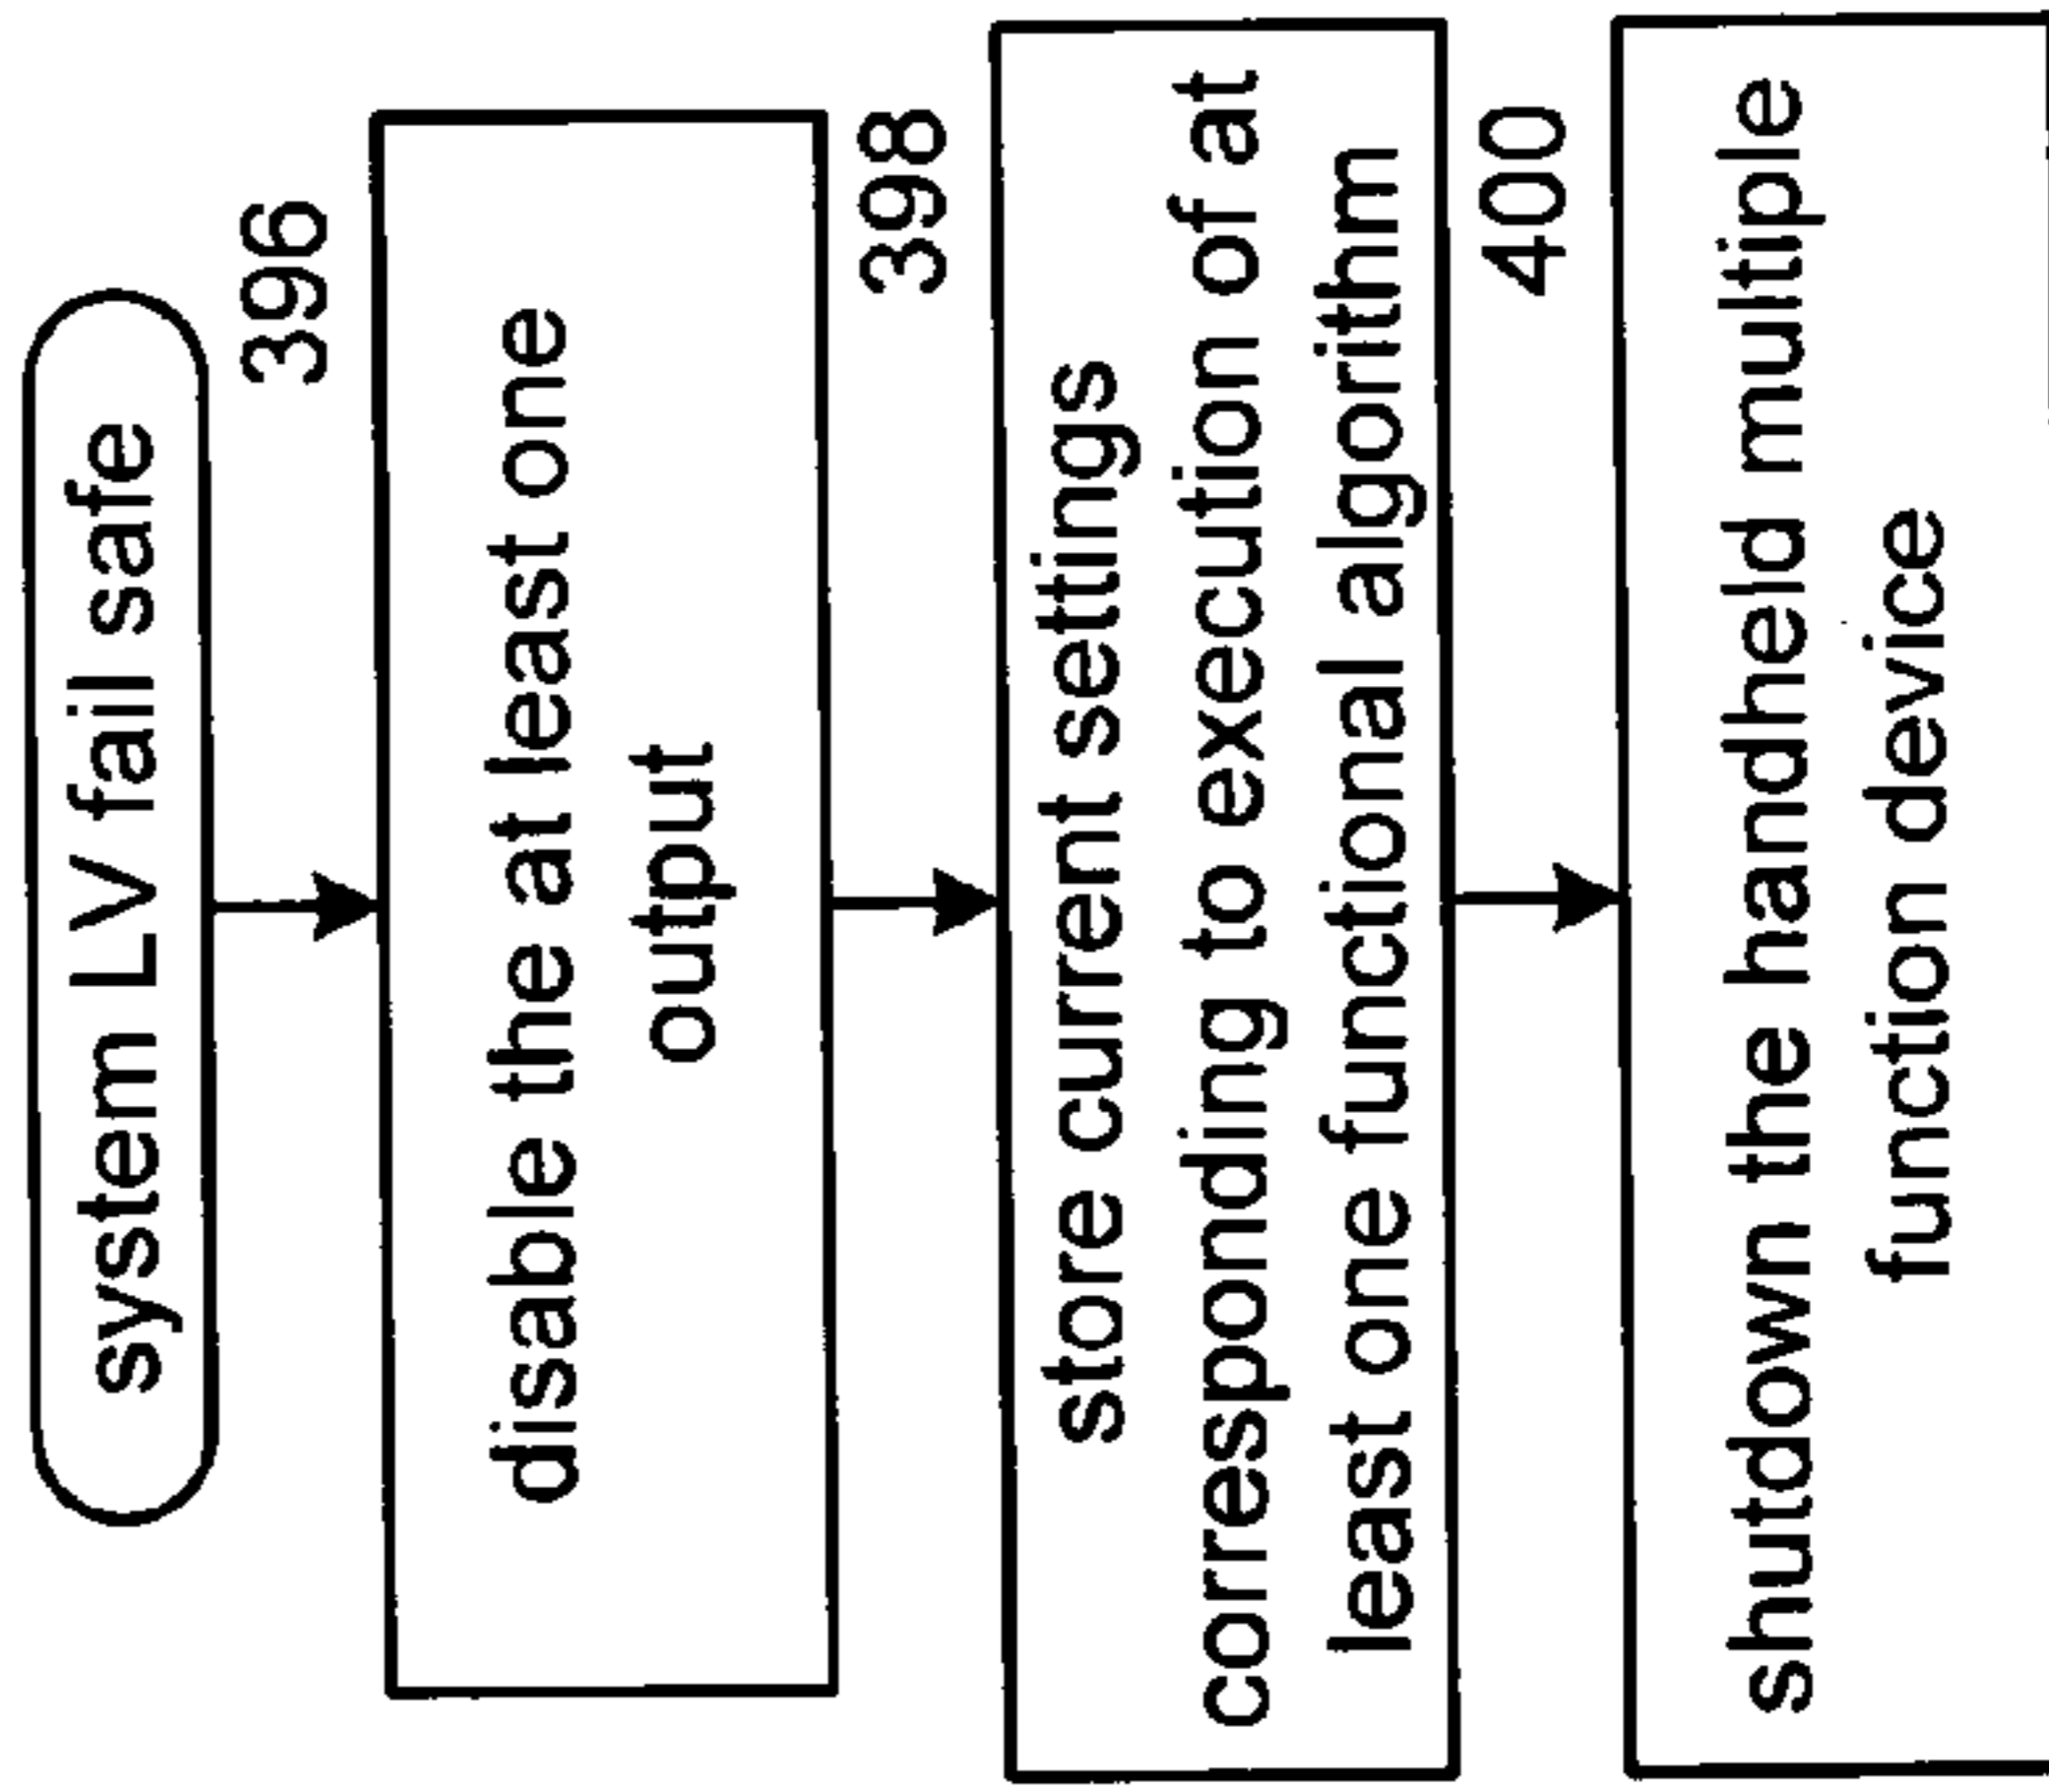 system LV fail safe
396
disable the at least one
output
398
store current settings
corresponding to execution of at
least one functional algorithm
400
shutdown the handheld multiple
function device